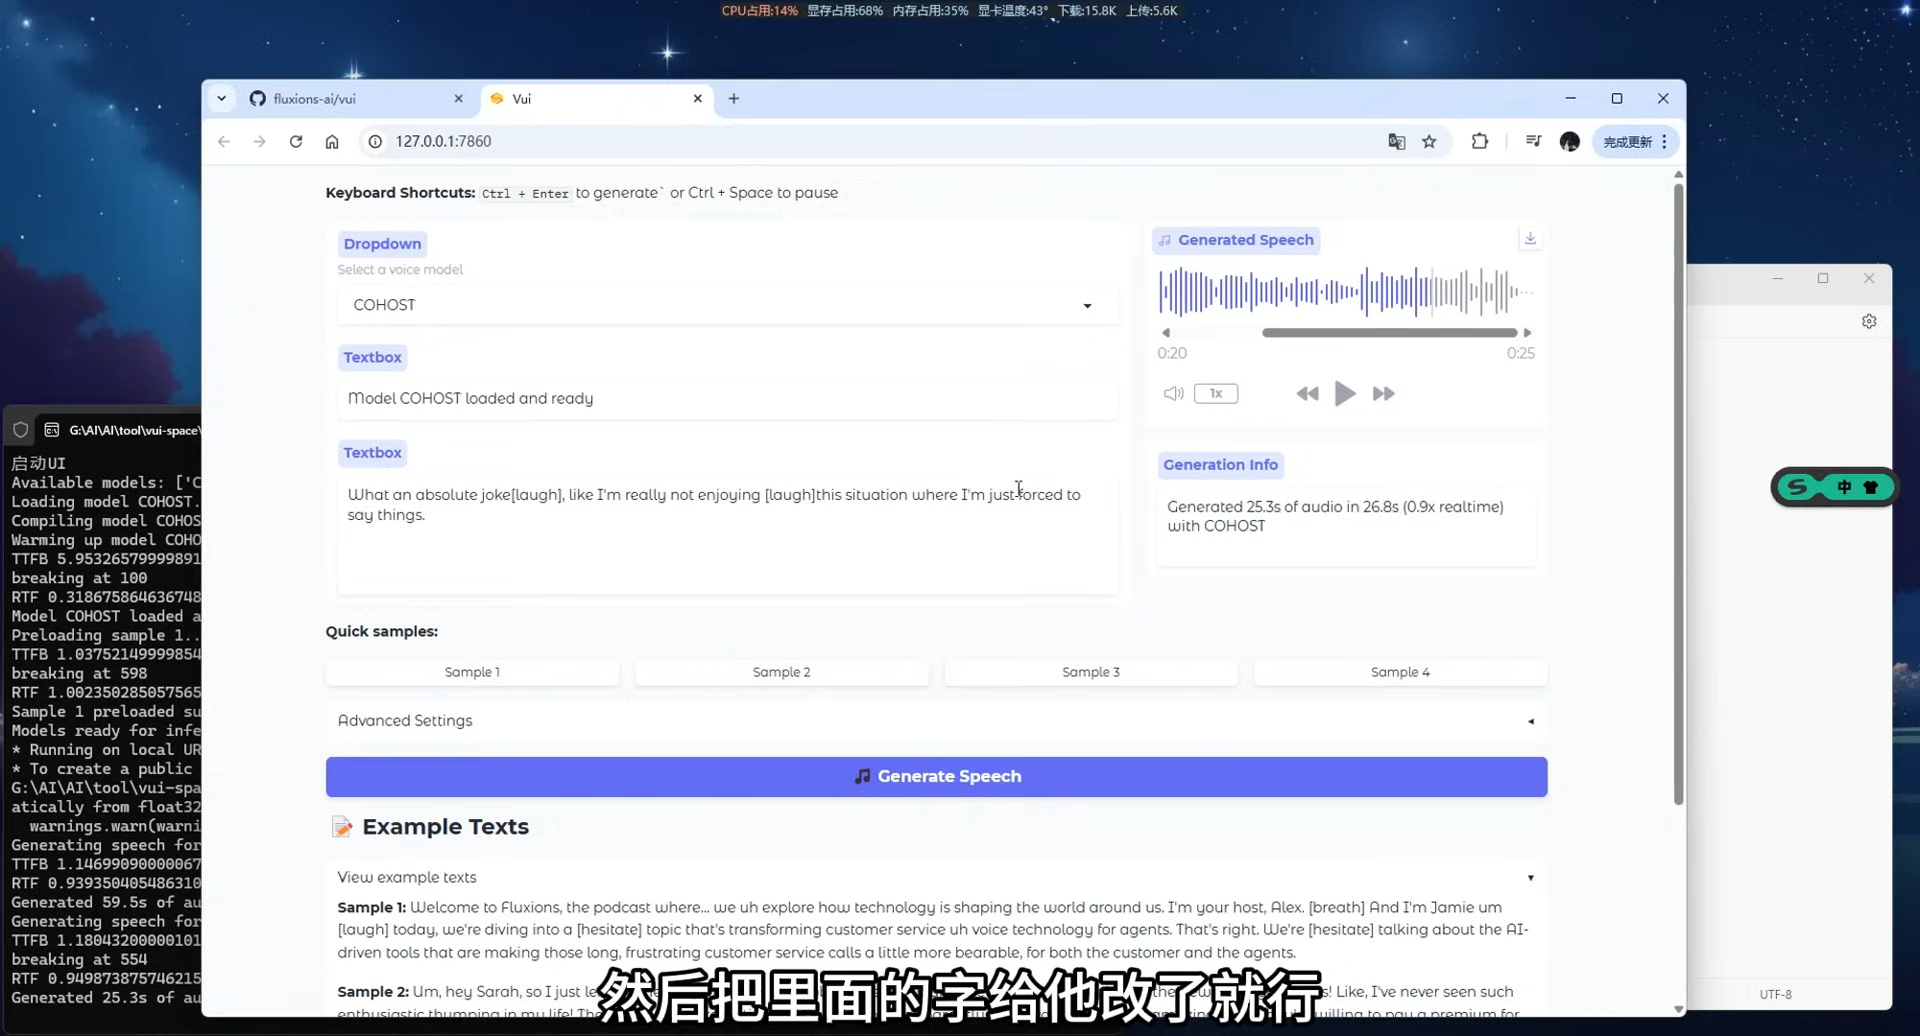 CPU占用:14% 显存占用:68% 内存占用:35% 显卡温度:43° 下载:15.8K 上传:5.6K
fluxions-ai/vui
Vui
127.0.0.1:7860
完成更新
Keyboard Shortcuts: Ctrl + Enter to generate` or Ctrl + Space to pause
Dropdown
Select a voice model
COHOST
Textbox
Model COHOST loaded and ready
Textbox
What an absolute joke[laugh], like I'm really not enjoying [laugh]this situation where I'm just forced to
say things.
Generated Speech
0:20
0:25
1x
Generation Info
Generated 25.3s of audio in 26.8s (0.9x realtime)
with COHOST
Quick samples:
Sample 1
Sample 2
Sample 3
Sample 4
Advanced Settings
Generate Speech
Example Texts
View example texts
Sample 1: Welcome to Fluxions, the podcast where... we uh explore how technology is shaping the world around us. I'm your host, Alex. [breath] And I'm Jamie um
[laugh] today, we're diving into a [hesitate] topic that's transforming customer service uh voice technology for agents. That's right. We're [hesitate] talking about the AI-
driven tools that are making those long, frustrating customer service calls a little more bearable, for both the customer and the agents.
Sample 2: Um, hey Sarah, so I just le
! Like, I've never seen such
enthusiastic thumping in my life!
to pay a premium for
G:\AI\AI\tool\vui-space\
启动UI
Available models: ['C
Loading model COHOST.
Compiling model COHOS
Warming up model COHO
TTFB 5.95326579999891
breaking at 100
RTF 0.318675864636748
Model COHOST loaded a
Preloading sample 1..
TTFB 1.03752149999854
breaking at 598
RTF 1.002350285057565
Sample 1 preloaded su
Models ready for infe
* Running on local UR
* To create a public
G:\AI\AI\tool\vui-spa
atically from float32
warnings.warn(warni
Generating speech for
TTFB 1.14699090000067
RTF 0.939350405486310
Generated 59.5s of au
Generating speech for
TTFB 1.18043200000101
breaking at 554
RTF 0.949873875746215
Generated 25.3s of au
中
UTF-8
然后把里面的字给他改了就行